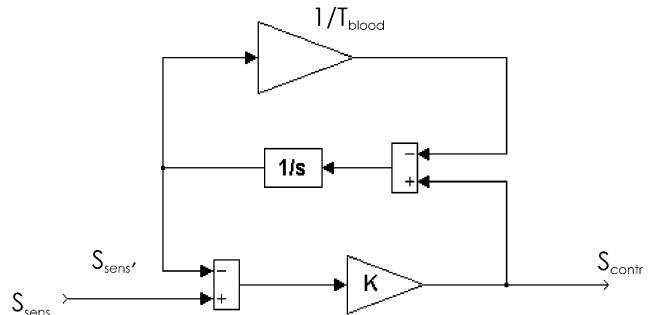 1/T_blood
1/s
−
+
S_sens'
−
+
K
S_contr
S_sens